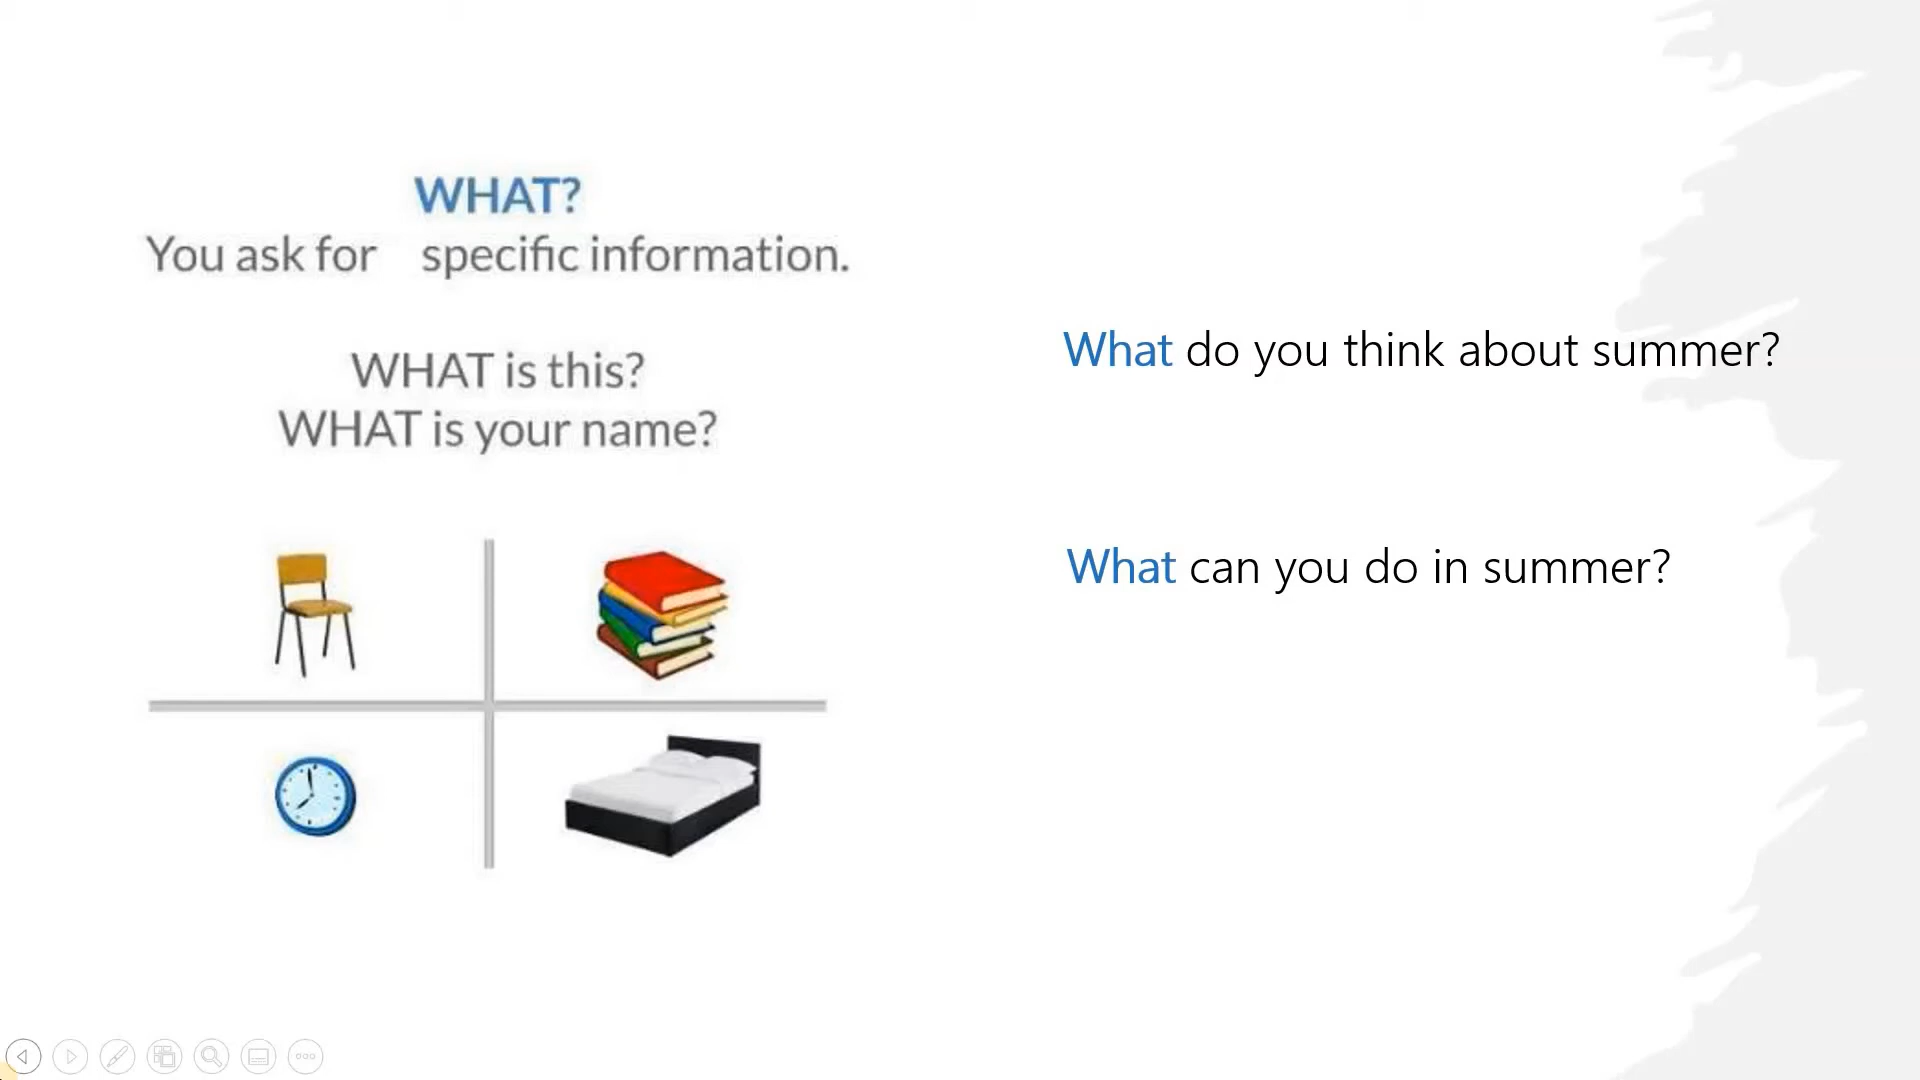 WHAT?
You ask for specific information.
WHAT is this?
WHAT is your name?
What do you think about summer?
What can you do in summer?